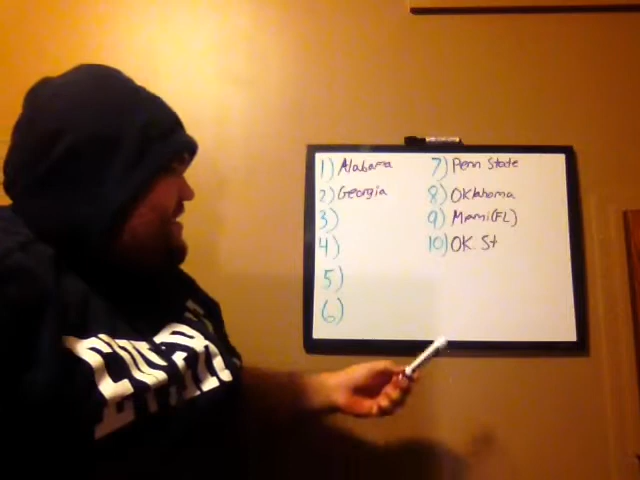 1) Alabama
2) Georgia
3)
4)
5)
6)
7) Penn State
8) Oklahoma
9) Miami(FL)
10) OK. St